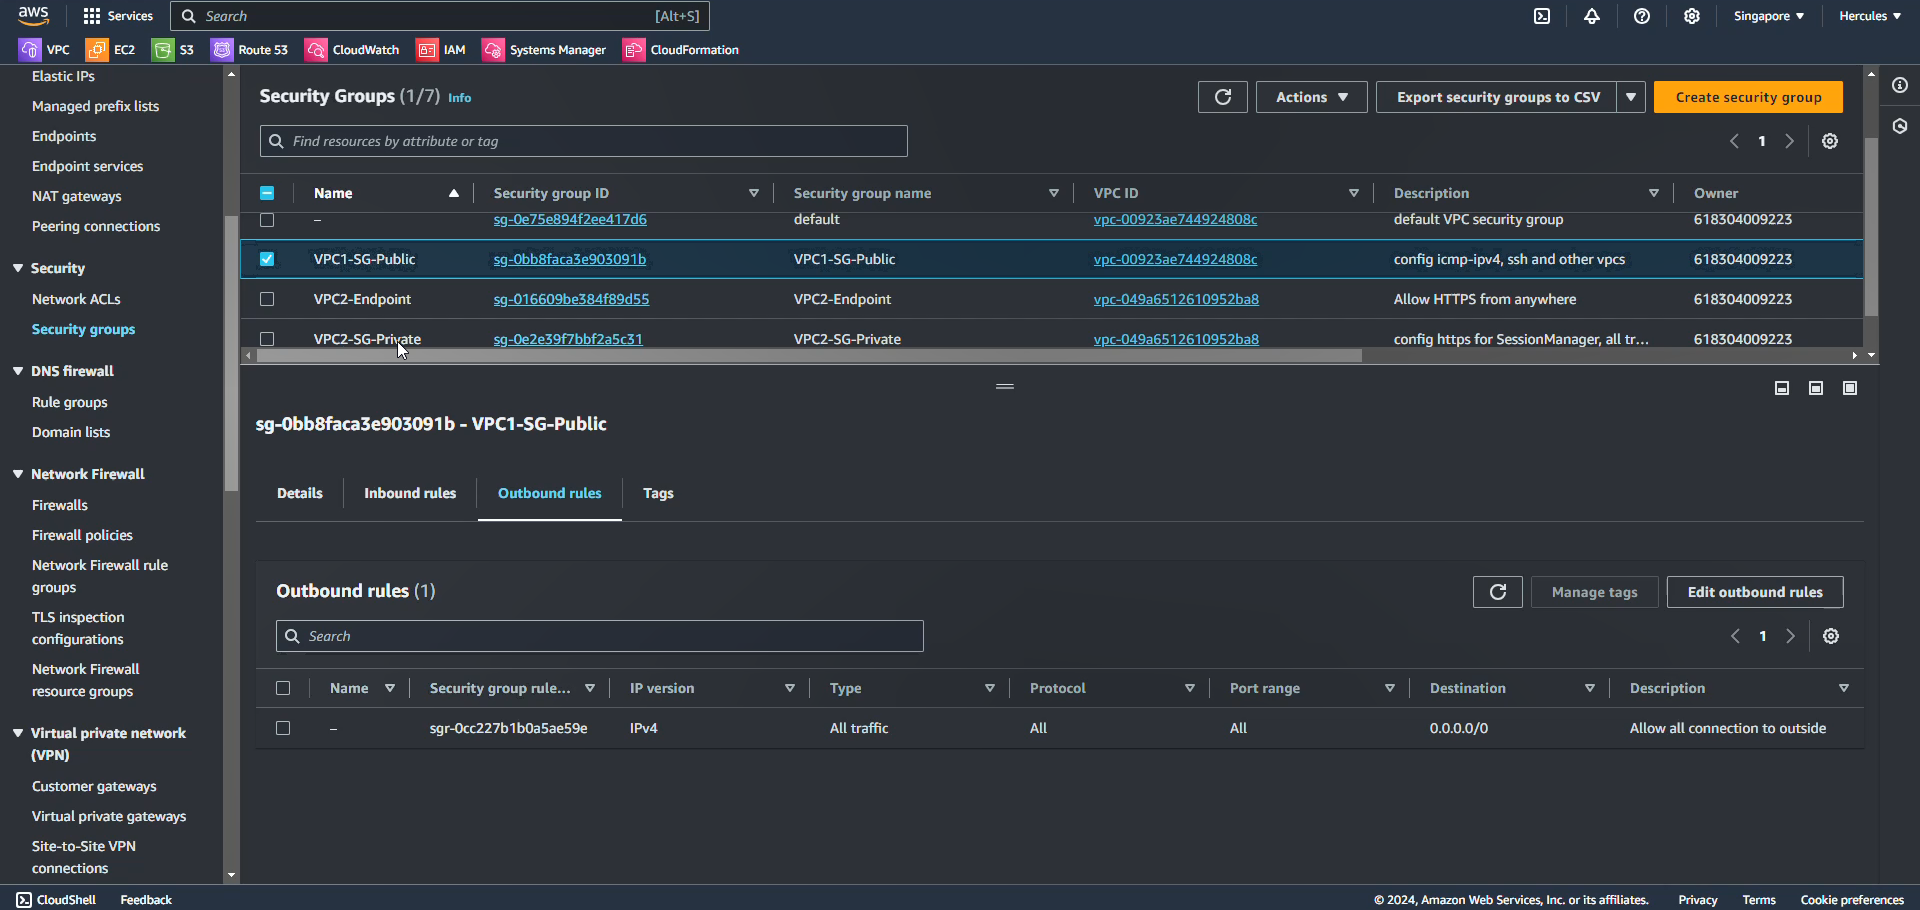 aws Services Search [Alt+S] Singapore Hercules
VPC EC2 S3 Route 53 CloudWatch IAM Systems Manager CloudFormation
Elastic IPs
Managed prefix lists
Endpoints
Endpoint services
NAT gateways
Peering connections
Security
Network ACLs
Security groups
DNS firewall
Rule groups
Domain lists
Network Firewall
Firewalls
Firewall policies
Network Firewall rule
groups
TLS inspection
configurations
Network Firewall
resource groups
Virtual private network
(VPN)
Customer gateways
Virtual private gateways
Site-to-Site VPN
connections
Security Groups (1/7) Info
Actions Export security groups to CSV Create security group
Find resources by attribute or tag
1
Name Security group ID Security group name VPC ID Description Owner
– sg-0e75e894f2ee417d6 default vpc-00923ae744924808c default VPC security group 618304009223
VPC1-SG-Public sg-0bb8faca3e903091b VPC1-SG-Public vpc-00923ae744924808c config icmp-ipv4, ssh and other vpcs 618304009223
VPC2-Endpoint sg-016609be384f89d55 VPC2-Endpoint vpc-049a6512610952ba8 Allow HTTPS from anywhere 618304009223
VPC2-SG-Private sg-0e2e39f7bbf2a5c31 VPC2-SG-Private vpc-049a6512610952ba8 config https for SessionManager, all tr... 618304009223
sg-0bb8faca3e903091b - VPC1-SG-Public
Details Inbound rules Outbound rules Tags
Outbound rules (1)
Manage tags Edit outbound rules
Search
1
Name Security group rule... IP version Type Protocol Port range Destination Description
– sgr-0cc227b1b0a5ae59e IPv4 All traffic All All 0.0.0.0/0 Allow all connection to outside
CloudShell Feedback © 2024, Amazon Web Services, Inc. or its affiliates. Privacy Terms Cookie preferences